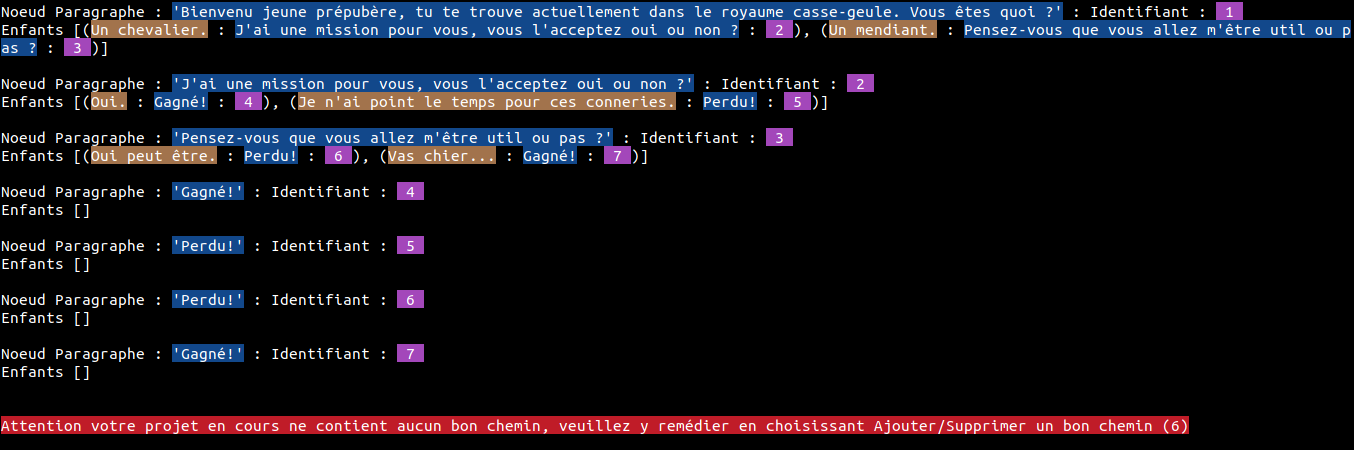 Noeud Paragraphe : 'Bienvenu jeune prépubère, tu te trouve actuellement dans le royaume casse-geule. Vous êtes quoi ?' : Identifiant : 1
Enfants [(Un chevalier. : J'ai une mission pour vous, vous l'acceptez oui ou non ? : 2 ), (Un mendiant. : Pensez-vous que vous allez m'être util ou p
as ? : 3 )]
Noeud Paragraphe : 'J'ai une mission pour vous, vous l'acceptez oui ou non ?' : Identifiant : 2
Enfants [(Oui. : Gagné! : 4 ), (Je n'ai point le temps pour ces conneries. : Perdu! : 5 )]
Noeud Paragraphe : 'Pensez-vous que vous allez m'être util ou pas ?' : Identifiant : 3
Enfants [(Oui peut être. : Perdu! : 6 ), (Vas chier... : Gagné! : 7 )]
Noeud Paragraphe : 'Gagné!' : Identifiant : 4
Enfants []
Noeud Paragraphe : 'Perdu!' : Identifiant : 5
Enfants []
Noeud Paragraphe : 'Perdu!' : Identifiant : 6
Enfants []
Noeud Paragraphe : 'Gagné!' : Identifiant : 7
Enfants []
Attention votre projet en cours ne contient aucun bon chemin, veuillez y remédier en choisissant Ajouter/Supprimer un bon chemin (6)